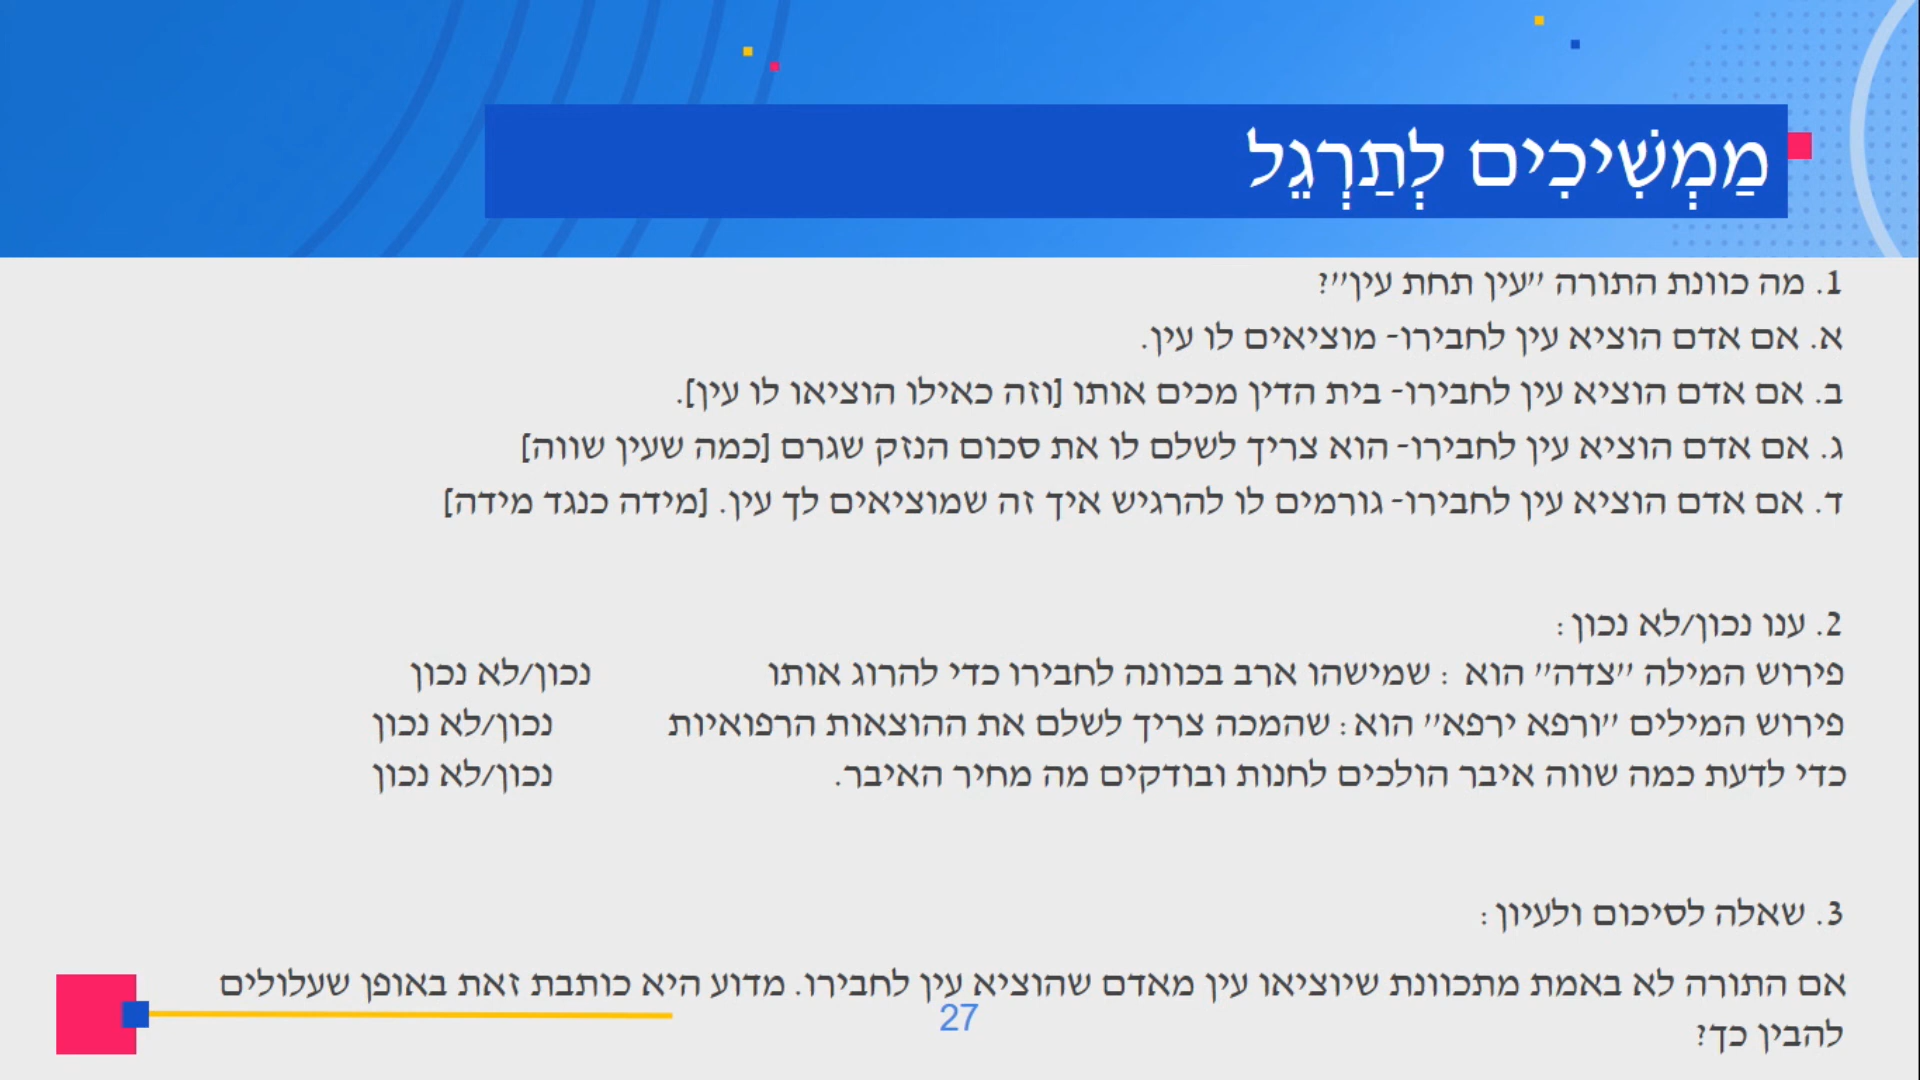 מַמְשִׁיכִים לְתַרְגֵל
1. מה כוונת התורה "עין תחת עין"?
א. אם אדם הוציא עין לחבירו- מוציאים לו עין.
ב. אם אדם הוציא עין לחבירו- בית הדין מכים אותו [וזה כאילו הוציאו לו עין].
ג. אם אדם הוציא עין לחבירו- הוא צריך לשלם לו את סכום הנזק שגרם [כמה שעין שווה]
ד. אם אדם הוציא עין לחבירו- גורמים לו להרגיש איך זה שמוציאים לך עין. [מידה כנגד מידה]
2. ענו נכון/לא נכון:
פירוש המילה "צדה" הוא : שמישהו ארב בכוונה לחבירו כדי להרוג אותו נכון/לא נכון
פירוש המילים "ורפא ירפא" הוא: שהמכה צריך לשלם את ההוצאות הרפואיות נכון/לא נכון
כדי לדעת כמה שווה איבר הולכים לחנות ובודקים מה מחיר האיבר. נכון/לא נכון
3. שאלה לסיכום ולעיון:
אם התורה לא באמת מתכוונת שיוציאו עין מאדם שהוציא עין לחבירו. מדוע היא כותבת זאת באופן שעלולים
להבין כך?
27